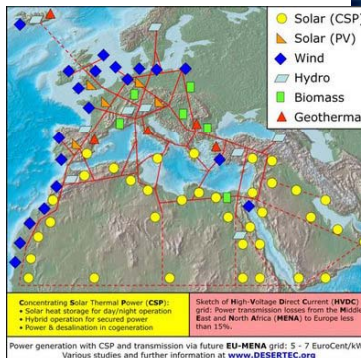 Solar (CSP)
Solar (PV)
Wind
Hydro
Biomass
Geotherma
Concentrating Solar Thermal Power (CSP):
• Solar heat storage for day/night operation
• Hybrid operation for secured power
• Power & desalination in cogeneration
Sketch of High-Voltage Direct Current (HVDC)
grid: Power transmission losses from the Middle
East and North Africa (MENA) to Europe less
than 15%.
Power generation with CSP and transmission via future EU-MENA grid: 5 - 7 EuroCent/kW
Various studies and further information at www.DESERTEC.org